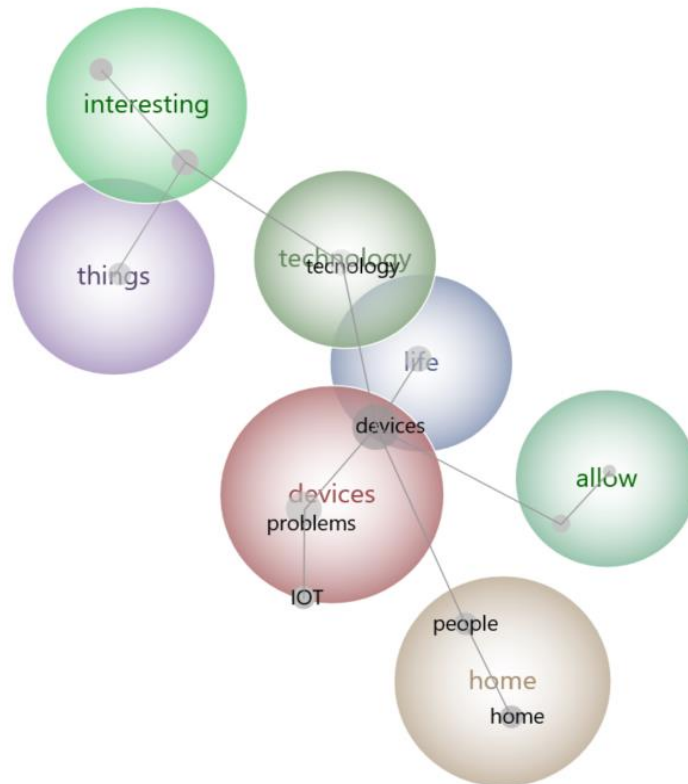 interesting
things
technology
tecnology
life
devices
allow
devices
problems
IOT
people
home
home